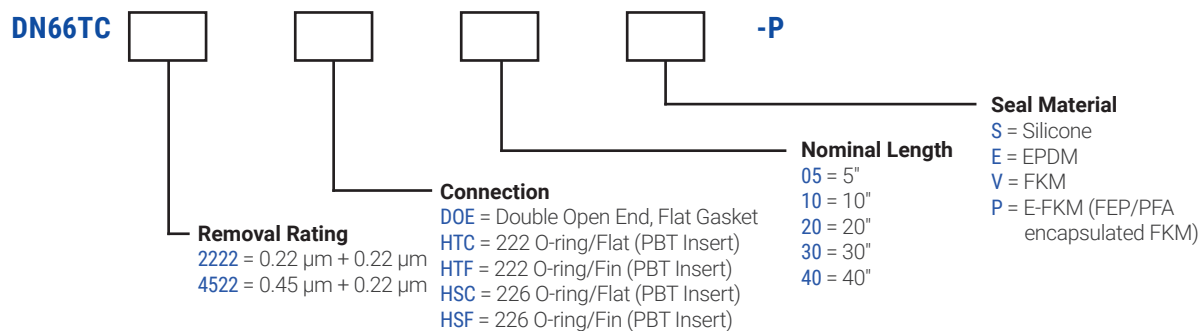 DN66TC -P
Removal Rating
2222 = 0.22 µm + 0.22 µm
4522 = 0.45 µm + 0.22 µm
Connection
DOE = Double Open End, Flat Gasket
HTC = 222 O-ring/Flat (PBT Insert)
HTF = 222 O-ring/Fin (PBT Insert)
HSC = 226 O-ring/Flat (PBT Insert)
HSF = 226 O-ring/Fin (PBT Insert)
Nominal Length
05 = 5"
10 = 10"
20 = 20"
30 = 30"
40 = 40"
Seal Material
S = Silicone
E = EPDM
V = FKM
P = E-FKM (FEP/PFA
encapsulated FKM)